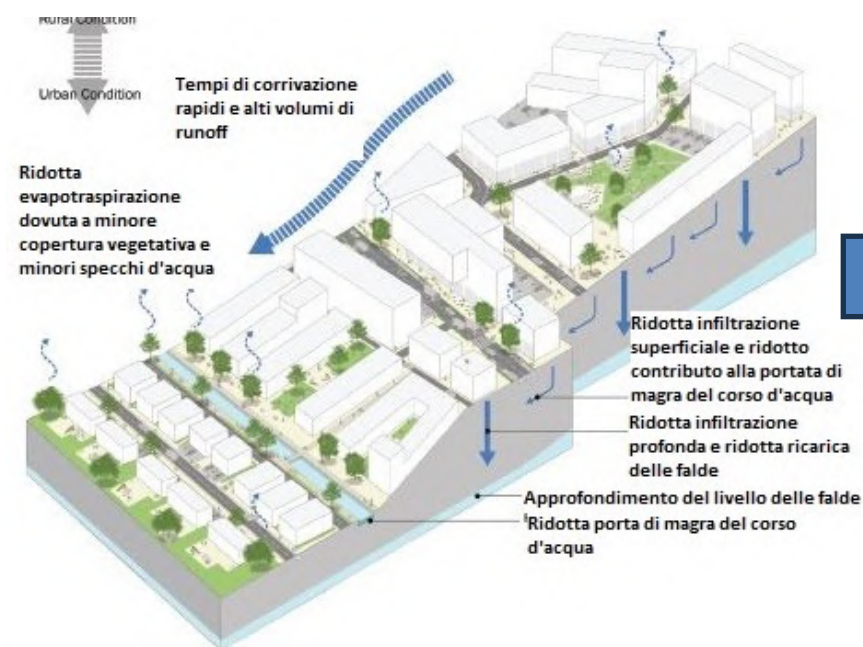 Rural Condition
Urban Condition
Tempi di corrivazione
rapidi e alti volumi di
runoff
Ridotta
evapotraspirazione
dovuta a minore
copertura vegetativa e
minori specchi d'acqua
Ridotta infiltrazione
superficiale e ridotto
contributo alla portata di
magra del corso d'acqua
Ridotta infiltrazione
profonda e ridotta ricarica
delle falde
Approfondimento del livello delle falde
Ridotta porta di magra del corso
d'acqua